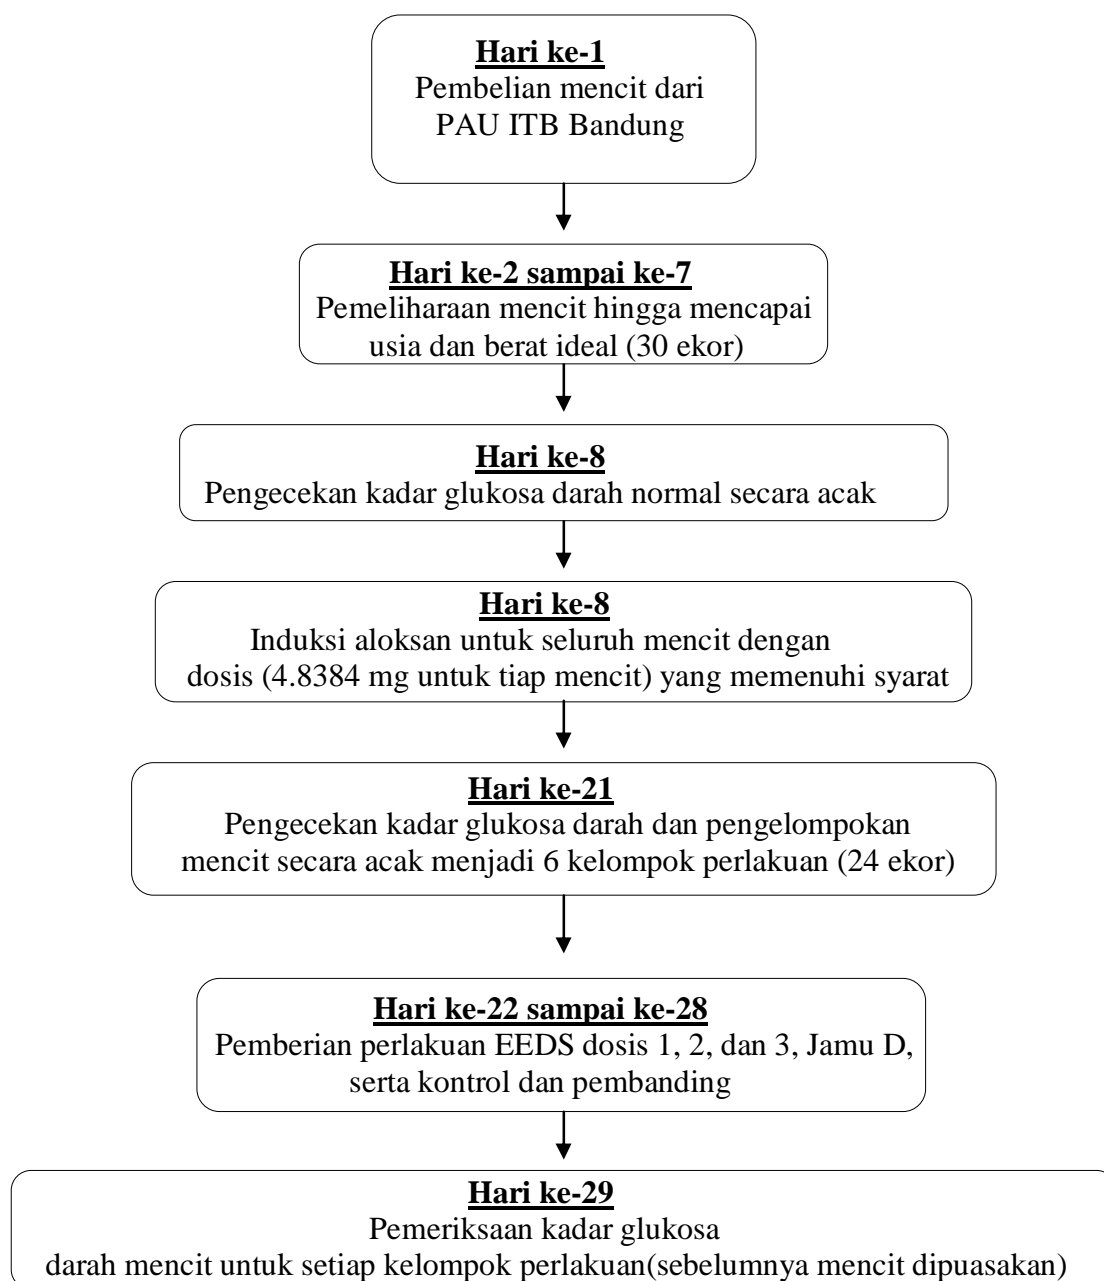 Hari ke-1
Pembelian mencit dari
PAU ITB Bandung
Hari ke-2 sampai ke-7
Pemeliharaan mencit hingga mencapai
usia dan berat ideal (30 ekor)
Hari ke-8
Pengecekan kadar glukosa darah normal secara acak
Hari ke-8
Induksi aloksan untuk seluruh mencit dengan
dosis (4.8384 mg untuk tiap mencit) yang memenuhi syarat
Hari ke-21
Pengecekan kadar glukosa darah dan pengelompokan
mencit secara acak menjadi 6 kelompok perlakuan (24 ekor)
Hari ke-22 sampai ke-28
Pemberian perlakuan EEDS dosis 1, 2, dan 3, Jamu D,
serta kontrol dan pembanding
Hari ke-29
Pemeriksaan kadar glukosa
darah mencit untuk setiap kelompok perlakuan(sebelumnya mencit dipuasakan)